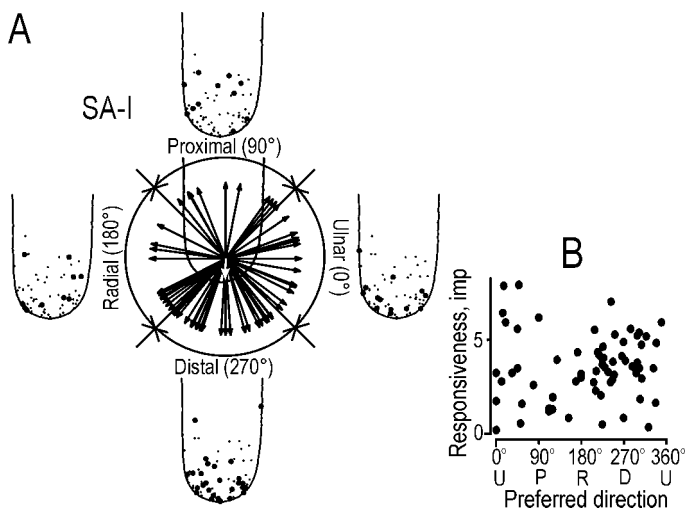 A
SA-I
Proximal (90°)
Radial (180°)
Ulnar (0°)
Distal (270°)
B
Responsiveness, imp
5
0
0° 90° 180° 270° 360°
U P R D U
Preferred direction